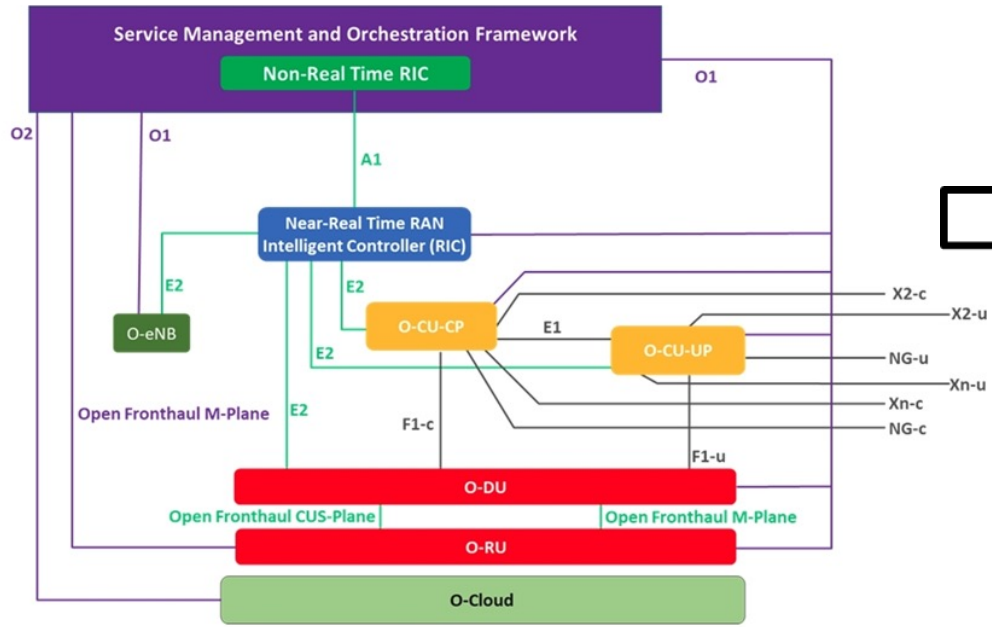 Service Management and Orchestration Framework
Non-Real Time RIC
O1
O2
O1
A1
Near-Real Time RAN
Intelligent Controller (RIC)
E2
E2
X2-c
X2-u
O-CU-CP
E1
O-eNB
O-CU-UP
E2
NG-u
Xn-u
Xn-c
Open Fronthaul M-Plane
E2
F1-c
NG-c
F1-u
O-DU
Open Fronthaul CUS-Plane
Open Fronthaul M-Plane
O-RU
O-Cloud